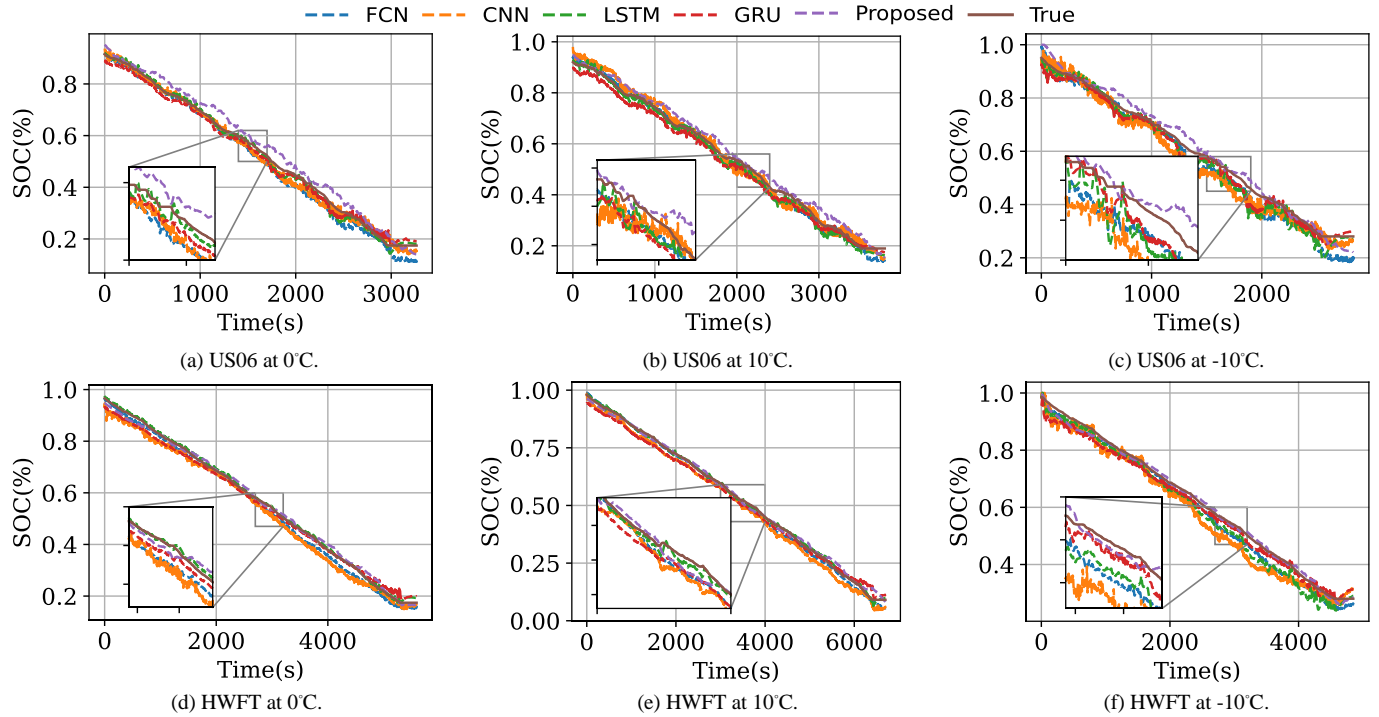 FCN CNN LSTM GRU Proposed True
SOC(%)
0.8
0.6
0.4
0.2
0 1000 2000 3000
Time(s)
(a) US06 at 0°C.
SOC(%)
1.0
0.8
0.6
0.4
0.2
0 1000 2000 3000
Time(s)
(b) US06 at 10°C.
SOC(%)
1.0
0.8
0.6
0.4
0.2
0 1000 2000
Time(s)
(c) US06 at -10°C.
SOC(%)
1.0
0.8
0.6
0.4
0.2
0 2000 4000
Time(s)
(d) HWFT at 0°C.
SOC(%)
1.00
0.75
0.50
0.25
0.00
0 2000 4000 6000
Time(s)
(e) HWFT at 10°C.
SOC(%)
1.0
0.8
0.6
0.4
0 2000 4000
Time(s)
(f) HWFT at -10°C.